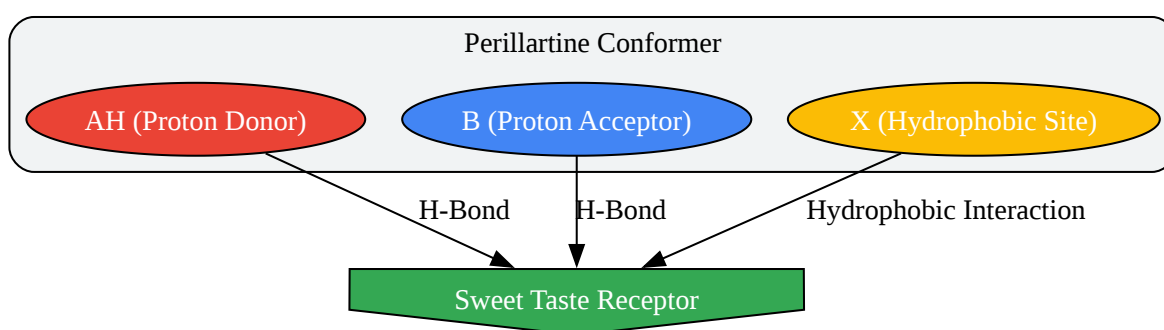 Perillartine Conformer
AH (Proton Donor)
B (Proton Acceptor)
X (Hydrophobic Site)
H-Bond
H-Bond
Hydrophobic Interaction
Sweet Taste Receptor